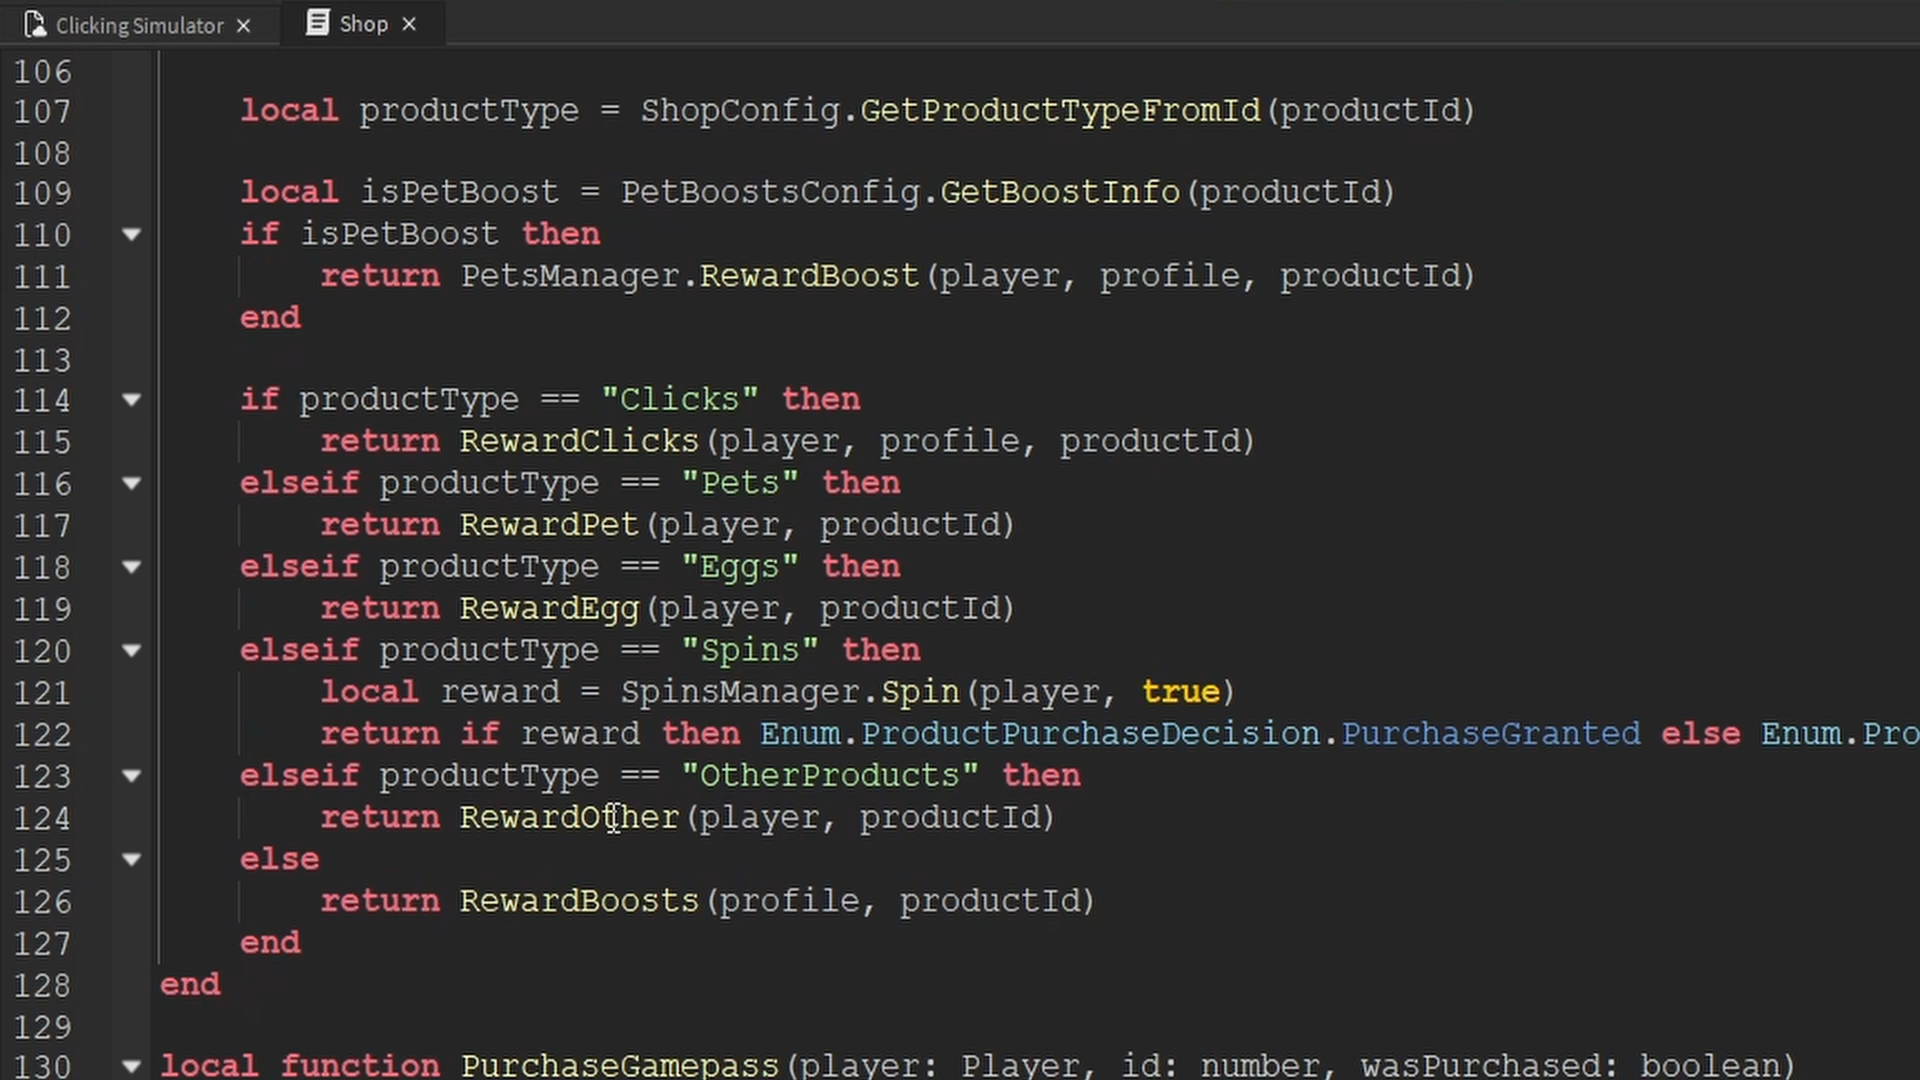 Clicking Simulator × Shop ×
106
107 local productType = ShopConfig.GetProductTypeFromId(productId)
108
109 local isPetBoost = PetBoostsConfig.GetBoostInfo(productId)
110 if isPetBoost then
111 return PetsManager.RewardBoost(player, profile, productId)
112 end
113
114 if productType == "Clicks" then
115 return RewardClicks(player, profile, productId)
116 elseif productType == "Pets" then
117 return RewardPet(player, productId)
118 elseif productType == "Eggs" then
119 return RewardEgg(player, productId)
120 elseif productType == "Spins" then
121 local reward = SpinsManager.Spin(player, true)
122 return if reward then Enum.ProductPurchaseDecision.PurchaseGranted else Enum.Pro
123 elseif productType == "OtherProducts" then
124 return RewardOther(player, productId)
125 else
126 return RewardBoosts(profile, productId)
127 end
128 end
129
130 local function PurchaseGamepass(player: Player, id: number, wasPurchased: boolean)